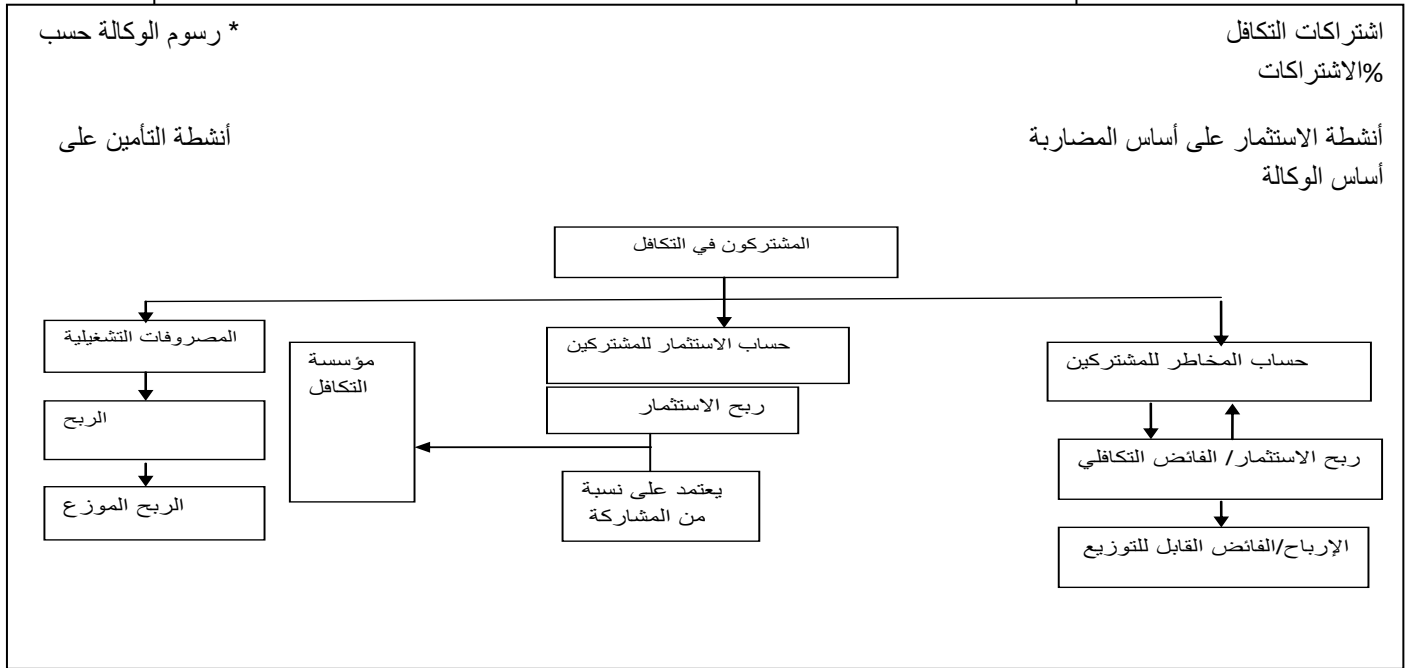 اشتراكات التكافل * رسوم الوكالة حسب
%الاشتراكات
أنشطة الاستثمار على أساس المضاربة أنشطة التأمين على
أساس الوكالة
المشتركون في التكافل
حساب المخاطر للمشتركين
ربح الاستثمار/ الفائض التكافلي
الإرباح/الفائض القابل للتوزيع
حساب الاستثمار للمشتركين
ربح الاستثمار
يعتمد على نسبة
من المشاركة
مؤسسة
التكافل
المصروفات التشغيلية
الربح
الربح الموزع